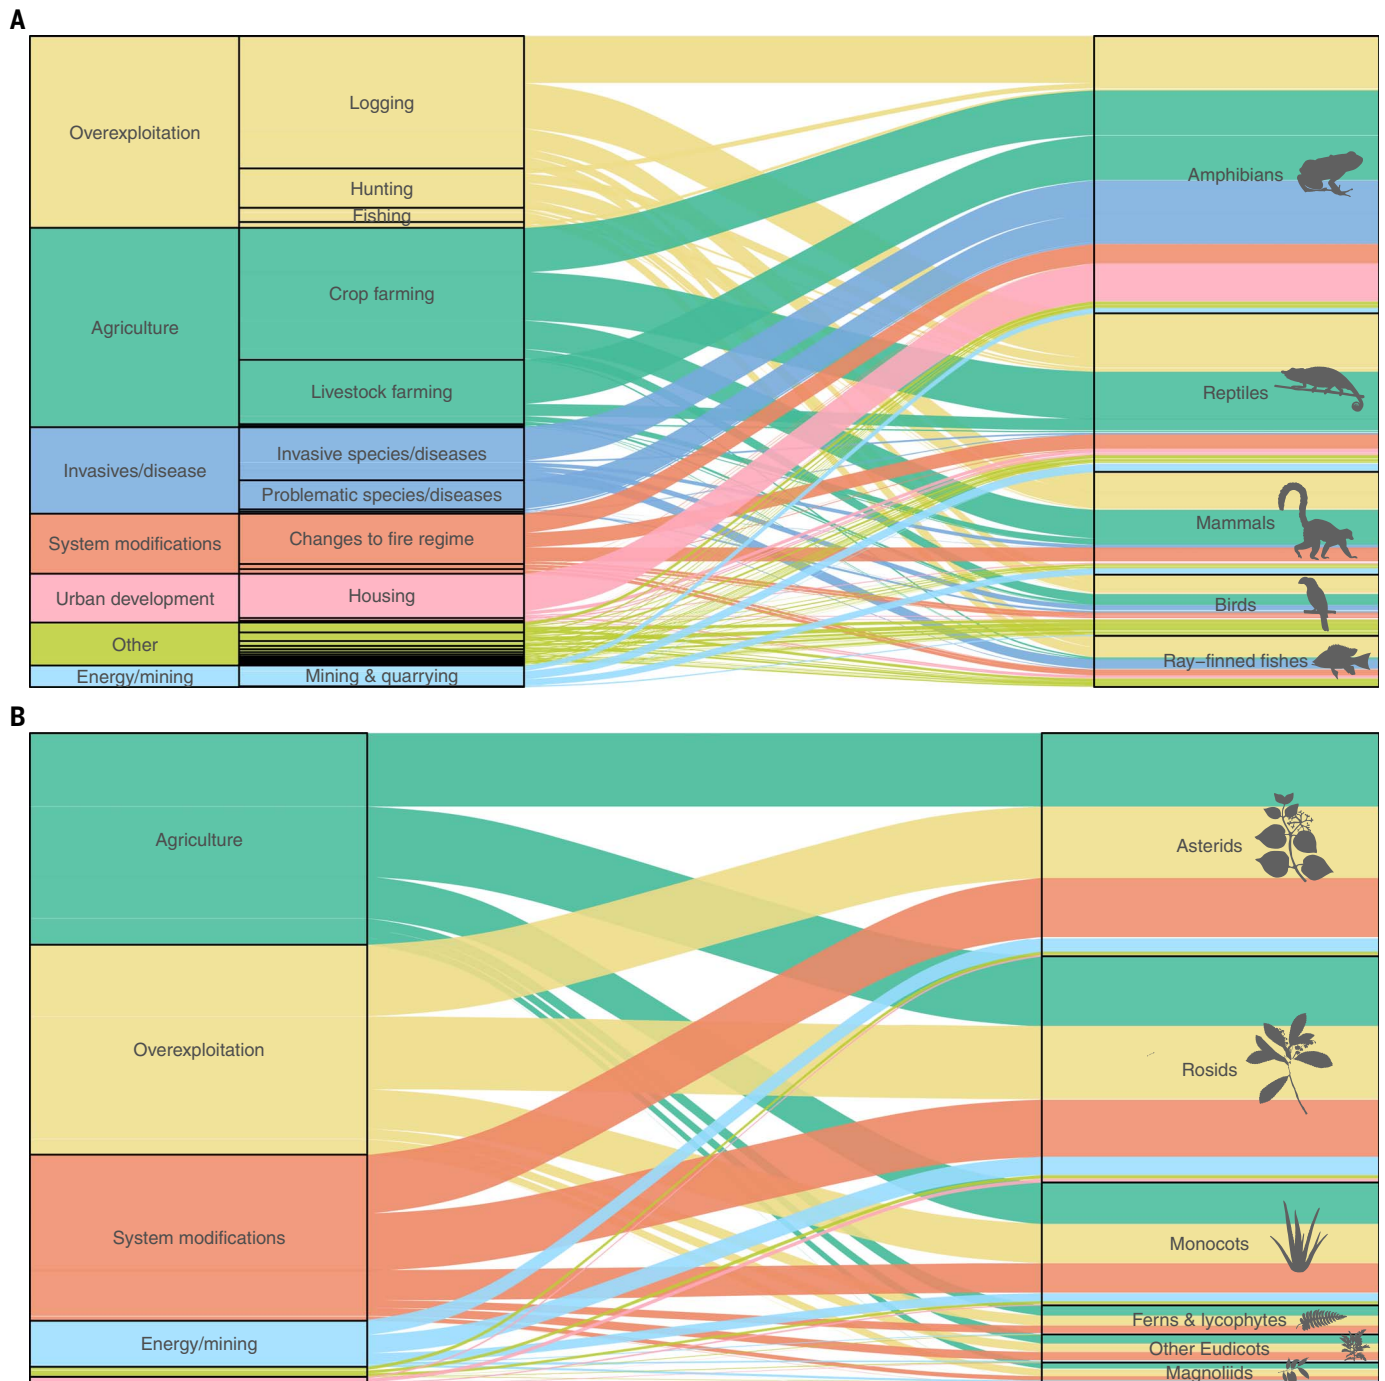 A
Overexploitation
Logging
Hunting
Fishing
Agriculture
Crop farming
Livestock farming
Invasives/disease
Invasive species/diseases
Problematic species/diseases
System modifications
Changes to fire regime
Urban development
Housing
Other
Energy/mining
Mining & quarrying
Amphibians
Reptiles
Mammals
Birds
Ray−finned fishes
B
Agriculture
Overexploitation
System modifications
Energy/mining
Asterids
Rosids
Monocots
Ferns & lycophytes
Other Eudicots
Magnoliids